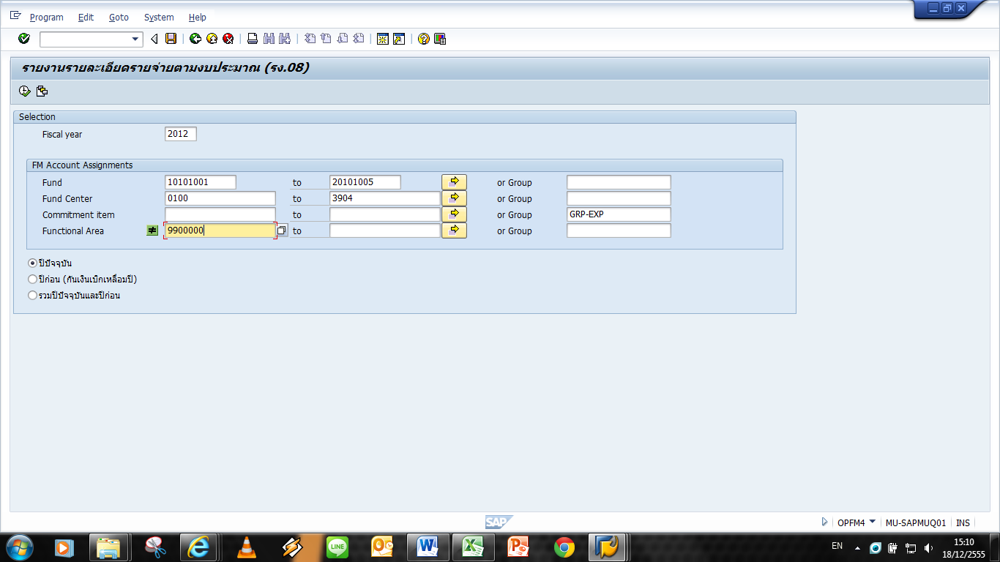 Program Edit Goto System Help
รายงานรายละเอียดรายจ่ายตามงบประมาณ (รง.08)
Selection
Fiscal year 2012
FM Account Assignments
Fund 10101001 to 20101005 or Group
Fund Center 0100 to 3904 or Group
Commitment item to or Group GRP-EXP
Functional Area 9900000 to or Group
ปีปัจจุบัน
ปีก่อน (กันเงินเบิกเหลื่อมปี)
รวมปีปัจจุบันและปีก่อน
SAP
OPFM4 MU-SAPMUQ01 INS
LINE
EN
15:10
18/12/2555